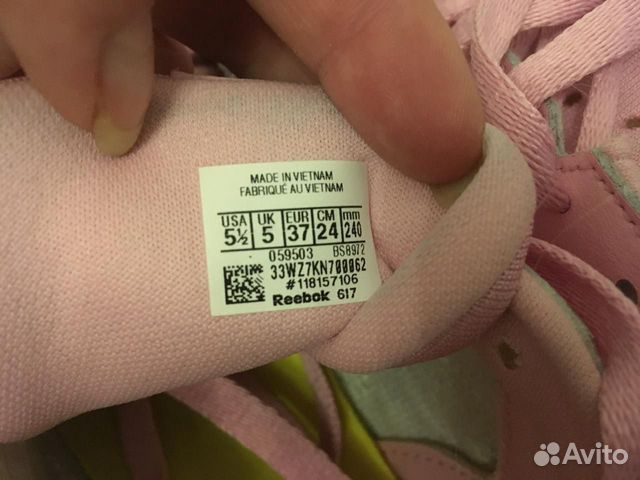 MADE IN VIETNAM
FABRIQUÉ AU VIETNAM
USA UK EUR CM mm
5½ 5 37 24 240
059503 BS8972
33WZ7KN700062
#118157106
Reebok 617
Avito